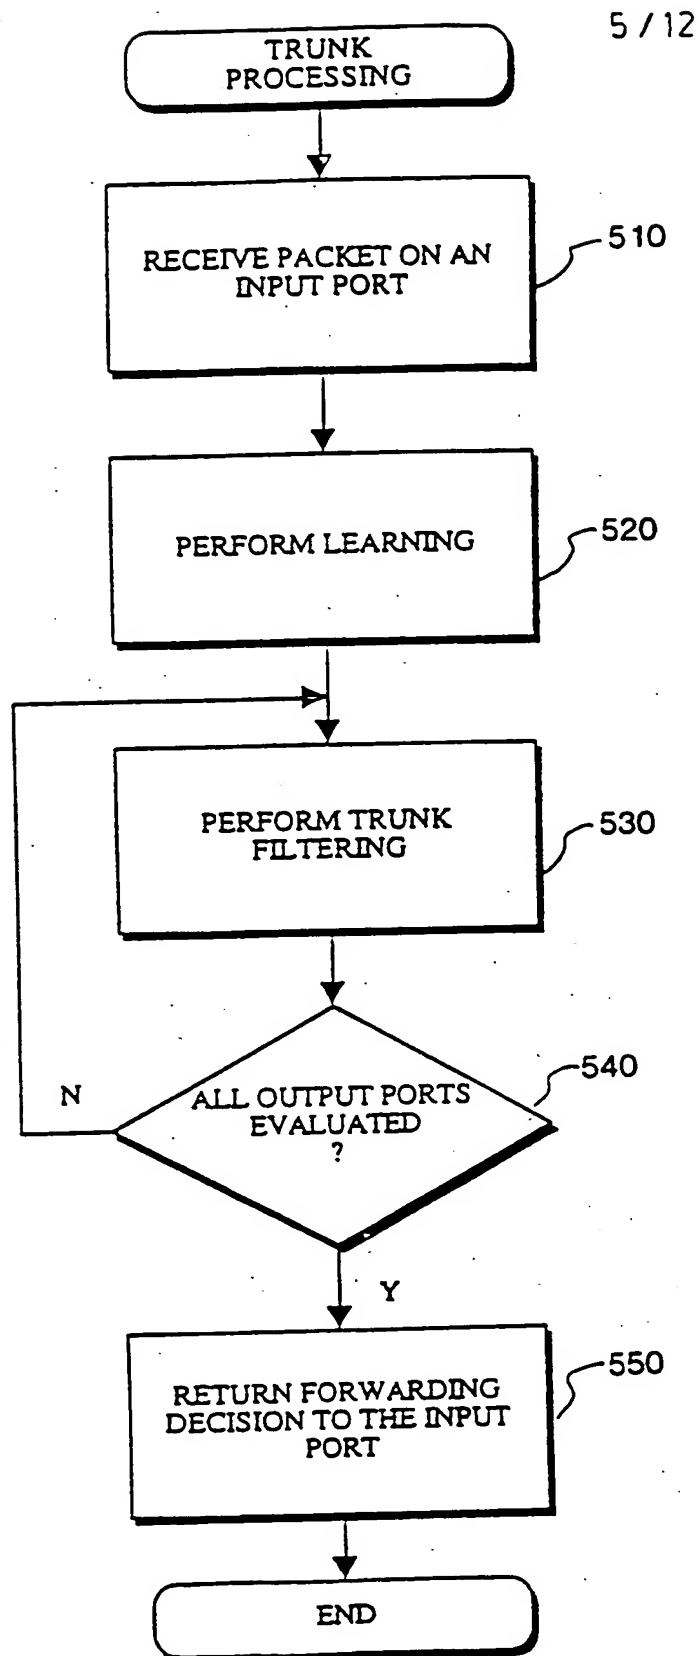 5/12
TRUNK
PROCESSING
RECEIVE PACKET ON AN
INPUT PORT
510
PERFORM LEARNING
520
PERFORM TRUNK
FILTERING
530
ALL OUTPUT PORTS
EVALUATED
?
540
N
Y
RETURN FORWARDING
DECISION TO THE INPUT
PORT
550
END